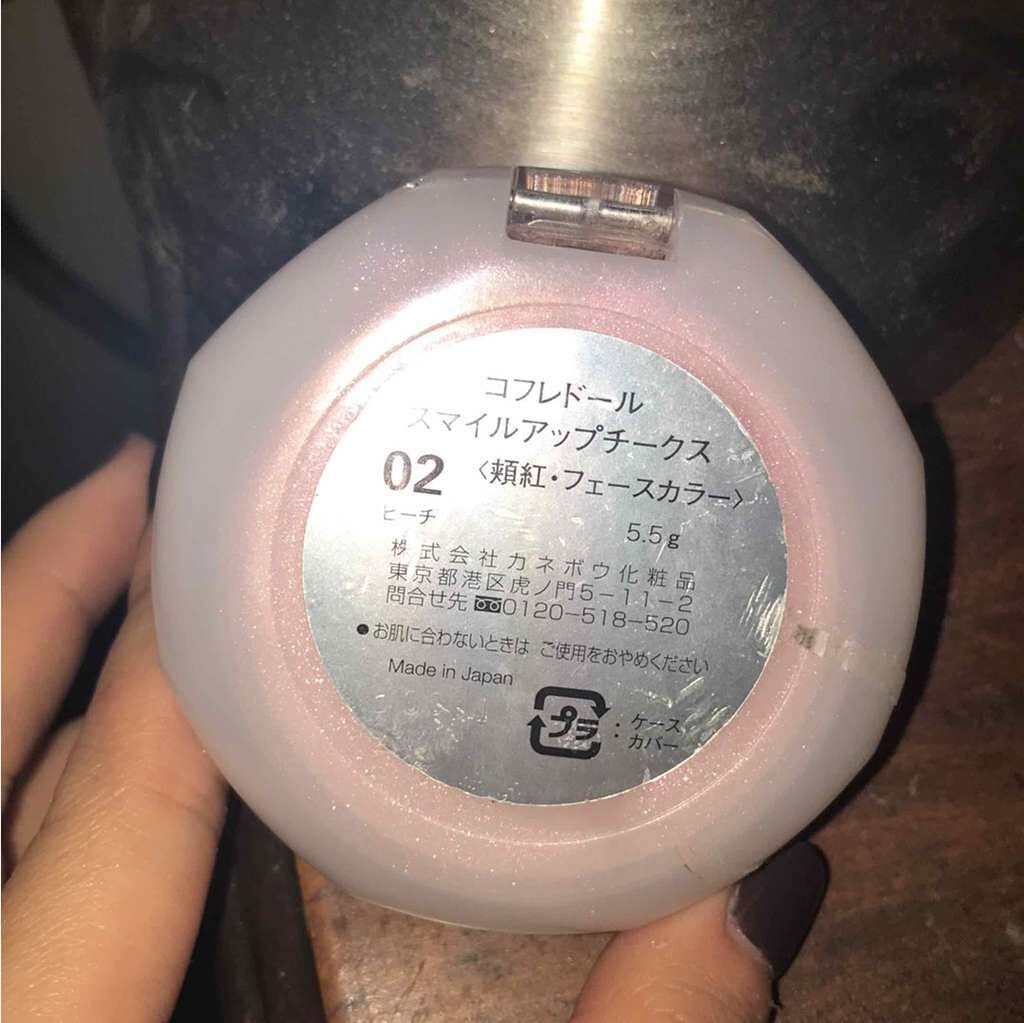 コフレドール
スマイルアップチークス
02 〈頬紅・フェースカラー〉
ピーチ 5.5g
株式会社カネボウ化粧品
東京都港区虎ノ門5-11-2
問合せ先 0120-518-520
●お肌に合わないときは ご使用をおやめください
Made in Japan
プラ : ケース
カバー